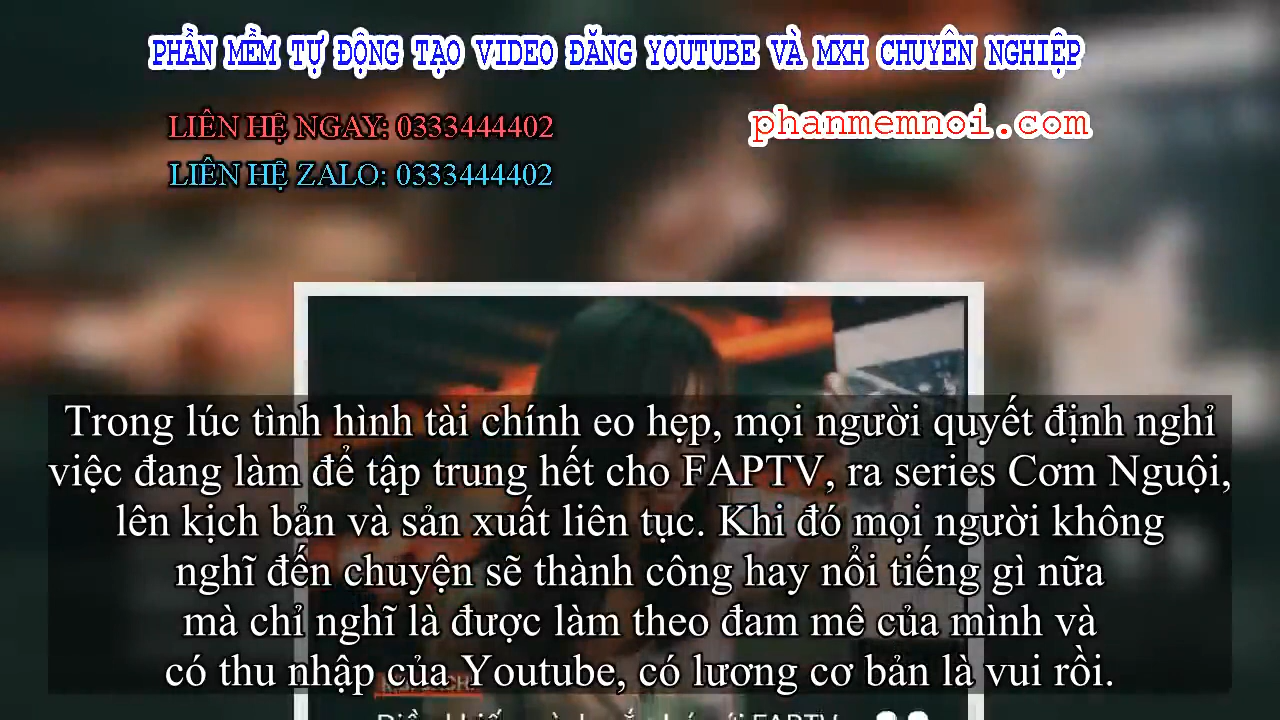 PHẦN MỀM TỰ ĐỘNG TẠO VIDEO ĐĂNG YOUTUBE VÀ MXH CHUYÊN NGHIỆP
LIÊN HỆ NGAY: 0333444402
phanmemnoi.com
LIÊN HỆ ZALO: 0333444402
Trong lúc tình hình tài chính eo hẹp, mọi người quyết định nghỉ
việc đang làm để tập trung hết cho FAPTV, ra series Cơm Nguội,
lên kịch bản và sản xuất liên tục. Khi đó mọi người không
nghĩ đến chuyện sẽ thành công hay nổi tiếng gì nữa
mà chỉ nghĩ là được làm theo đam mê của mình và
có thu nhập của Youtube, có lương cơ bản là vui rồi.
FAPTV